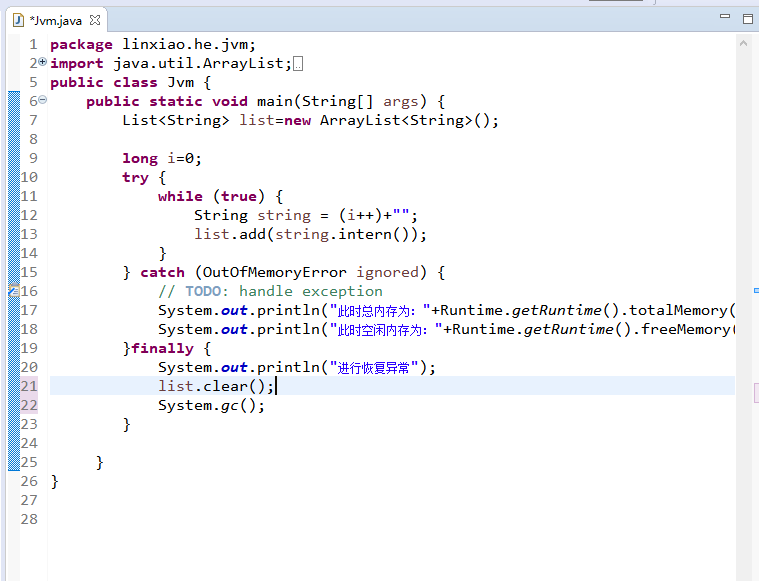 *Jvm.java
1 package linxiao.he.jvm;
2 import java.util.ArrayList;
5 public class Jvm {
6 public static void main(String[] args) {
7 List<String> list=new ArrayList<String>();
8
9 long i=0;
10 try {
11 while (true) {
12 String string = (i++)+"";
13 list.add(string.intern());
14 }
15 } catch (OutOfMemoryError ignored) {
16 // TODO: handle exception
17 System.out.println("此时总内存为："+Runtime.getRuntime().totalMemory(
18 System.out.println("此时空闲内存为："+Runtime.getRuntime().freeMemory(
19 }finally {
20 System.out.println("进行恢复异常");
21 list.clear();
22 System.gc();
23 }
24
25 }
26 }
27
28